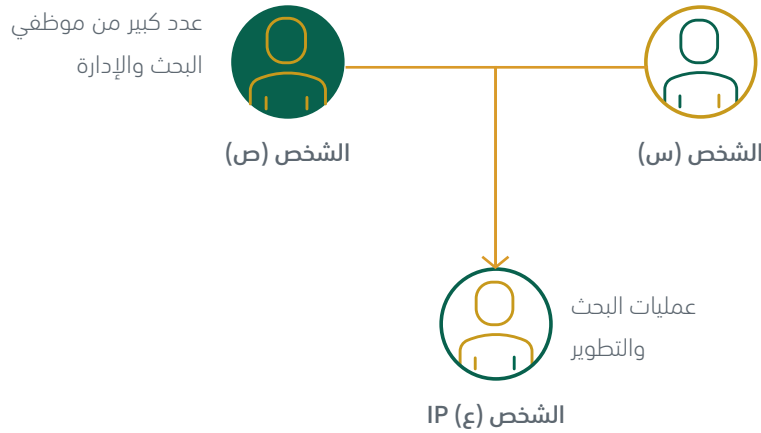 عدد كبير من موظفي
البحث والإدارة
الشخص (س)
الشخص (ص)
عمليات البحث
والتطوير
الشخص (ع) IP